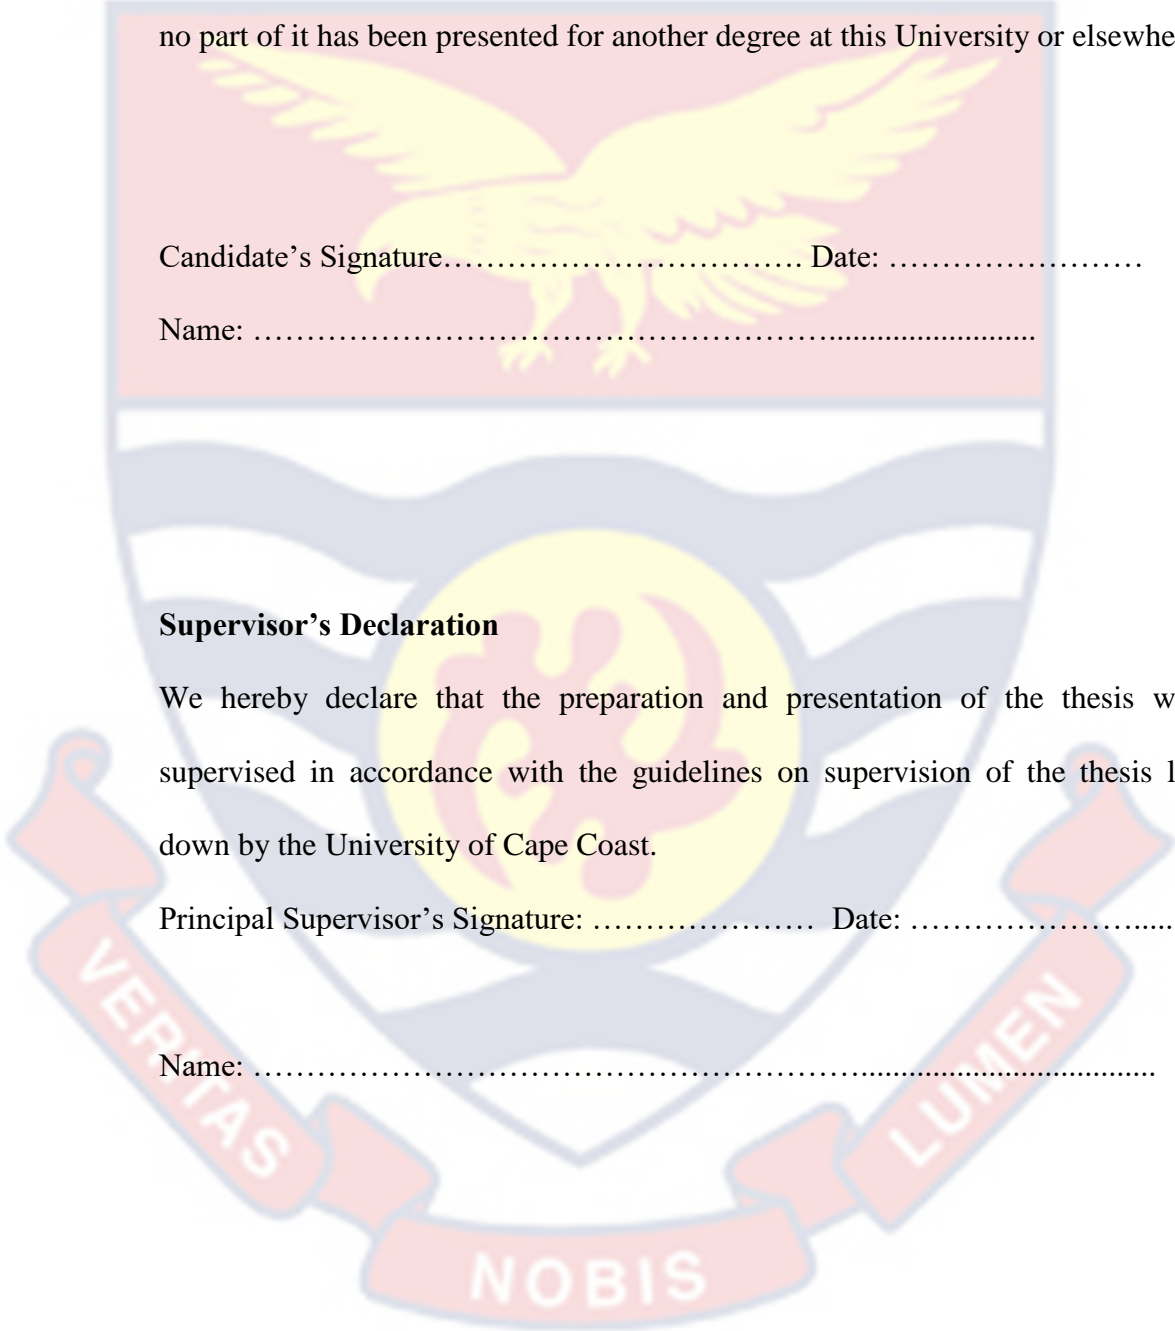 no part of it has been presented for another degree at this University or elsewhe
Candidate’s Signature……………………………. Date: ……………………
Name: ………………………………………………..........................
Supervisor’s Declaration
We hereby declare that the preparation and presentation of the thesis w
supervised in accordance with the guidelines on supervision of the thesis l
down by the University of Cape Coast.
Principal Supervisor’s Signature: ………………… Date: ………………….....
Name: ………………………………………………….....................................
VERITAS
NOBIS
LUMEN